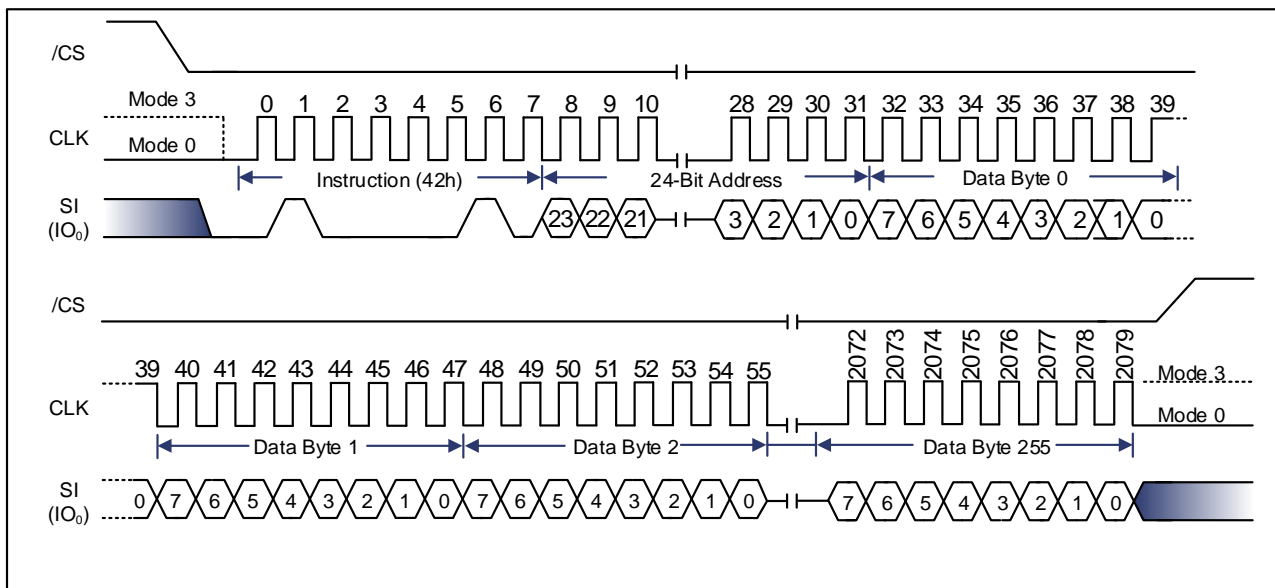 /CS
Mode 3
0 1 2 3 4 5 6 7 8 9 10 28 29 30 31 32 33 34 35 36 37 38 39
CLK
Mode 0
Instruction (42h) 24-Bit Address Data Byte 0
SI
(IO₀)
23 22 21 3 2 1 0 7 6 5 4 3 2 1 0
/CS
39 40 41 42 43 44 45 46 47 48 49 50 51 52 53 54 55 2072 2073 2074 2075 2076 2077 2078 2079
Mode 3
CLK
Mode 0
Data Byte 1 Data Byte 2 Data Byte 255
SI
(IO₀)
0 7 6 5 4 3 2 1 0 7 6 5 4 3 2 1 0 7 6 5 4 3 2 1 0